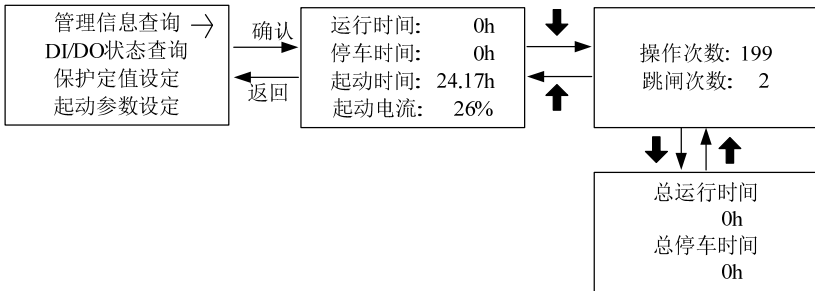 管理信息查询
DI/DO状态查询
保护定值设定
起动参数设定
确认
返回
运行时间: 0h
停车时间: 0h
起动时间: 24.17h
起动电流: 26%
操作次数: 199
跳闸次数: 2
总运行时间
0h
总停车时间
0h